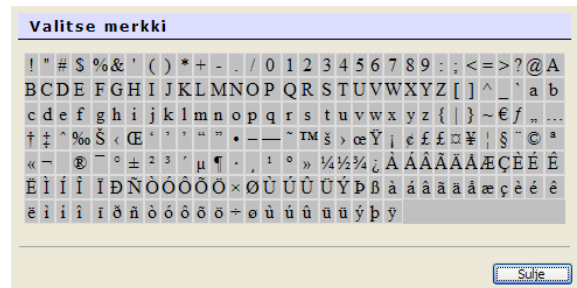 Valitse merkki
! " # $ % & ' ( ) * + - . / 0 1 2 3 4 5 6 7 8 9 : ; < = > ? @ A
B C D E F G H I J K L M N O P Q R S T U V W X Y Z [ ] ^ _ ` a b
c d e f g h i j k l m n o p q r s t u v w x y z { | } ~ € ƒ „ …
† ‡ ˆ ‰ Š ‹ Œ ‘ ’ ‘ “ ” • – — ˜ ™ š › œ Ÿ ¡ ¢ £ £ ¤ ¥ ¦ § ¨ © ª
« ¬ ® ¯ ° ± ² ³ ´ µ ¶ · ¸ ¹ º » ¼ ½ ¾ ¿ À Á Â Ã Ä Å Æ Ç È É Ê
Ë Ì Í Î Ï Ð Ñ Ò Ó Ô Õ Ö × Ø Ù Ú Û Ü Ý Þ ß à á â ã ä å æ ç è é ê
ë ì í î ï ð ñ ò ó ô õ ö ÷ ø ù ú û ü ü ý þ ÿ
Sulje